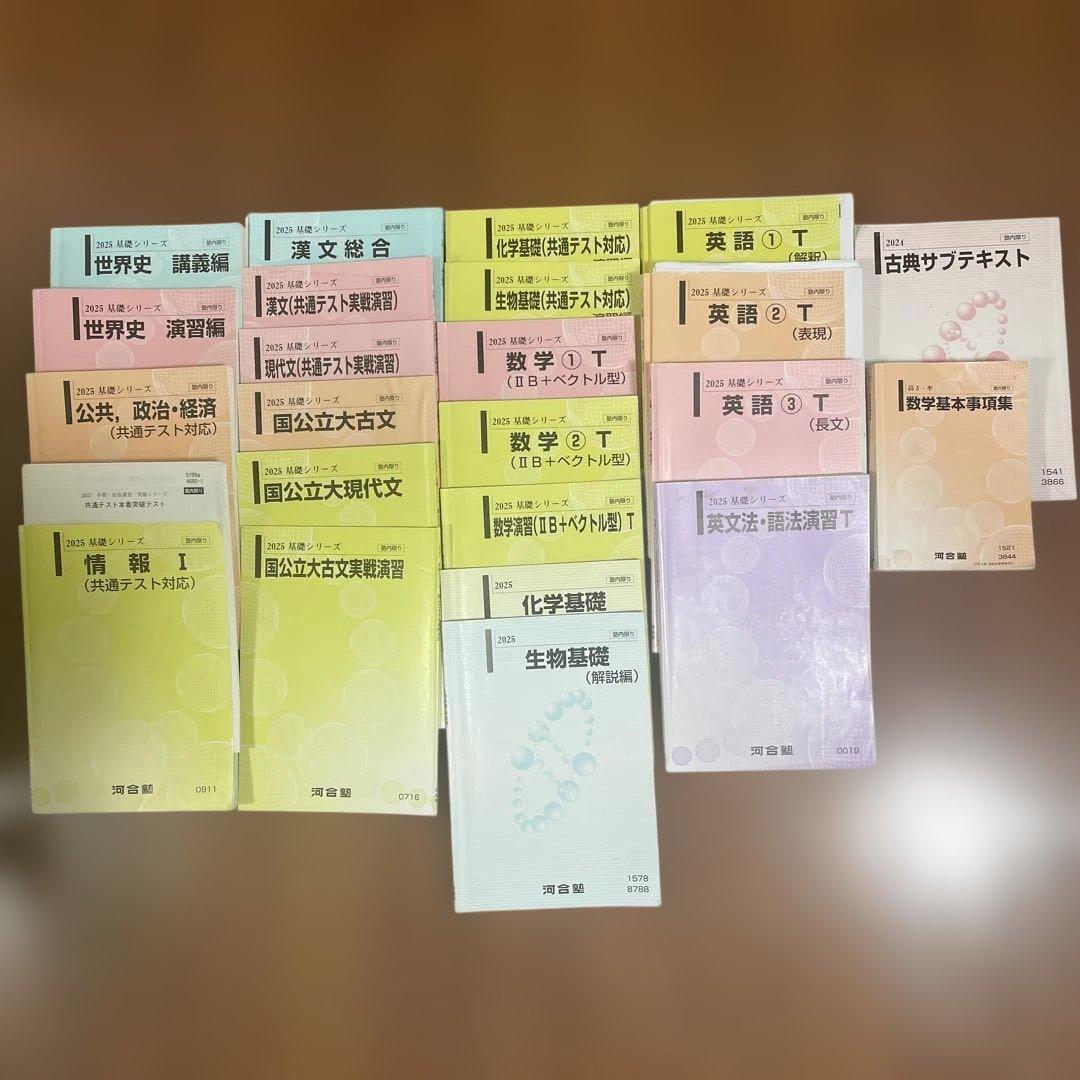 2025 基礎シリーズ
塾内限り
世界史 講義編
2025 基礎シリーズ
塾内限り
世界史 演習編
2025 基礎シリーズ
塾内限り
公共，政治・経済
(共通テスト対応)
5199a
4692-1
塾内限り
共通テスト本番突破テスト
2025 基礎シリーズ
塾内限り
情報 I
(共通テスト対応)
河合塾
0911
2025 基礎シリーズ
塾内限り
漢文総合
2025 基礎シリーズ
塾内限り
漢文(共通テスト実戦演習)
2025 基礎シリーズ
塾内限り
現代文(共通テスト実戦演習)
2025 基礎シリーズ
塾内限り
国公立大古文
2025 基礎シリーズ
塾内限り
国公立大現代文
2025 基礎シリーズ
塾内限り
国公立大古文実戦演習
河合塾
0716
2025 基礎シリーズ
塾内限り
化学基礎(共通テスト対応)
2025 基礎シリーズ
塾内限り
生物基礎(共通テスト対応)
2025 基礎シリーズ
塾内限り
数学①T
(ⅡB+ベクトル型)
2025 基礎シリーズ
塾内限り
数学②T
(ⅡB+ベクトル型)
2025 基礎シリーズ
塾内限り
数学演習(ⅡB+ベクトル型)T
2025
塾内限り
化学基礎
2025
塾内限り
生物基礎
(解説編)
河合塾
1578
8788
2025 基礎シリーズ
塾内限り
英語①T
(解釈)
2025 基礎シリーズ
塾内限り
英語②T
(表現)
2025 基礎シリーズ
塾内限り
英語③T
(長文)
2025 基礎シリーズ
塾内限り
英文法・語法演習T
河合塾
0019
2024
塾内限り
古典サブテキスト
1541
3866
高3・卒
塾内限り
数学基本事項集
河合塾
1521
3844